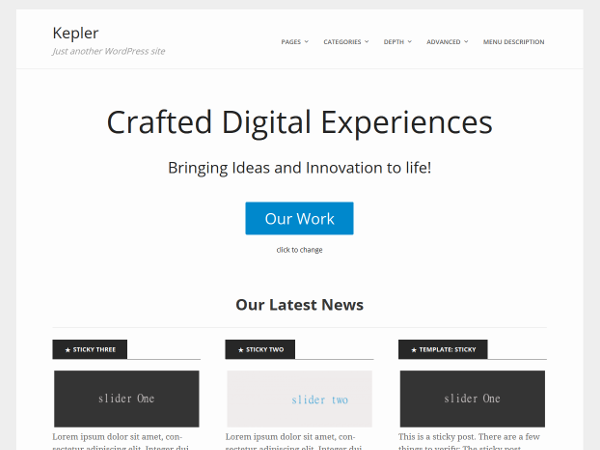 Kepler
Just another WordPress site
PAGES CATEGORIES DEPTH ADVANCED MENU DESCRIPTION
Crafted Digital Experiences
Bringing Ideas and Innovation to life!
Our Work
click to change
Our Latest News
★ STICKY THREE
★ STICKY TWO
★ TEMPLATE: STICKY
slider One
slider two
slider One
Lorem ipsum dolor sit amet, con-
sectetur adipiscing elit. Integer dui
Lorem ipsum dolor sit amet, con-
sectetur adipiscing elit. Integer dui
This is a sticky post. There are a few
things to verify: The sticky post